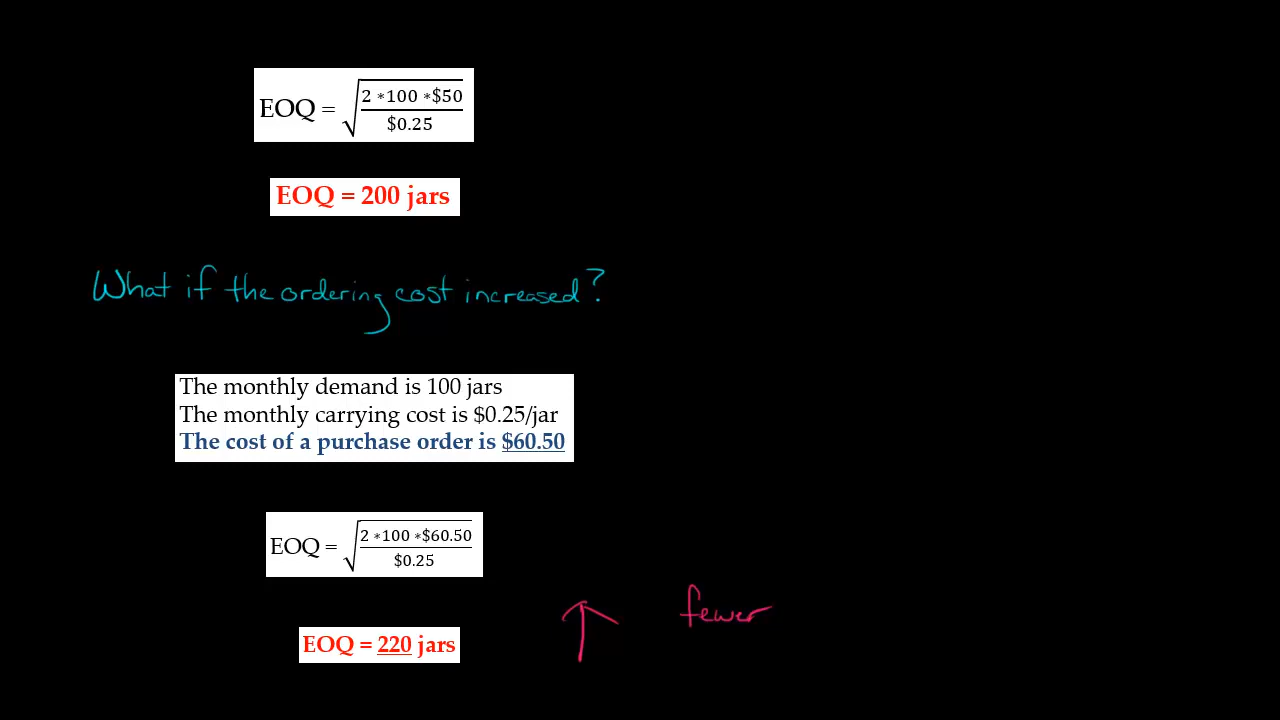 EOQ = √(2 *100 *$50 / $0.25)
EOQ = 200 jars
What if the ordering cost increased?
The monthly demand is 100 jars
The monthly carrying cost is $0.25/jar
The cost of a purchase order is $60.50
EOQ = √(2 *100 *$60.50 / $0.25)
EOQ = 220 jars ↑ fewer